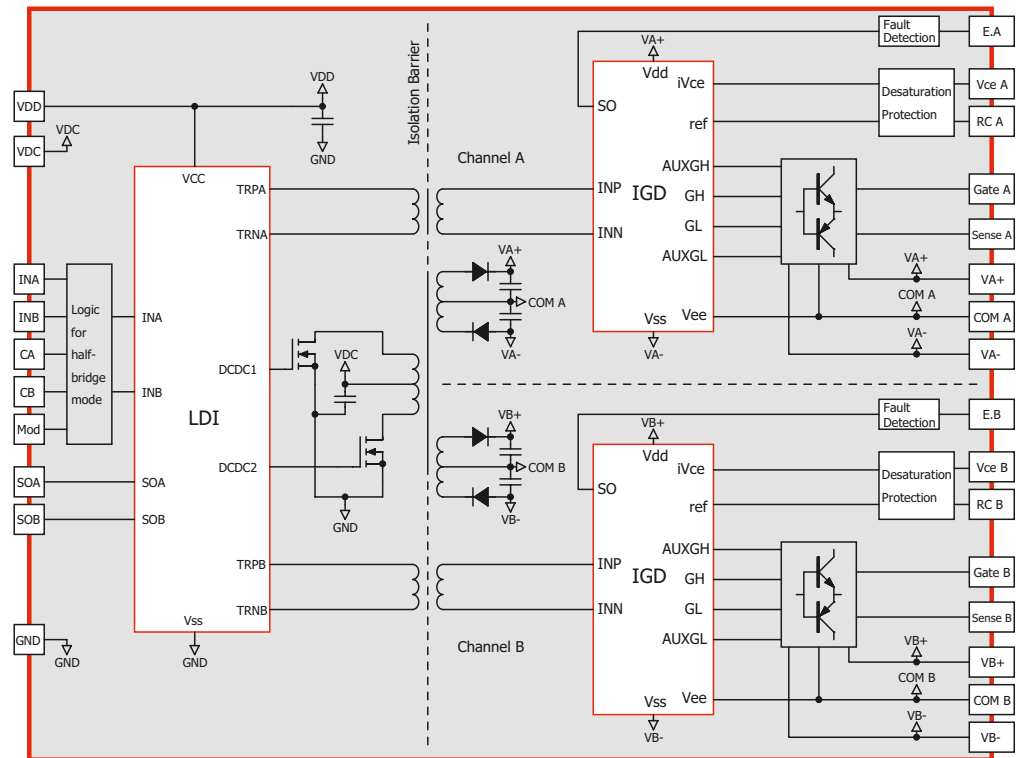 VDD
VDC
VDC
INA
INB
CA
CB
Mod
SOA
SOB
GND
GND
Logic
for
half-
bridge
mode
VDD
GND
VCC
TRPA
TRNA
INA
INB
DCDC1
LDI
DCDC2
SOA
SOB
TRPB
TRNB
Vss
GND
VDC
GND
Isolation Barrier
Channel A
VA+
COM A
VA-
VA+
Vdd
SO
iVce
ref
AUXGH
INP
IGD
GH
INN
GL
AUXGL
Vss
Vee
VA-
Fault
Detection
Desaturation
Protection
VA+
COM A
VA-
E.A
Vce A
RC A
Gate A
Sense A
VA+
COM A
VA-
VB+
COM B
VB-
Channel B
VB+
Vdd
SO
iVce
ref
AUXGH
INP
IGD
GH
INN
GL
AUXGL
Vss
Vee
VB-
Fault
Detection
Desaturation
Protection
VB+
COM B
VB-
E.B
Vce B
RC B
Gate B
Sense B
VB+
COM B
VB-